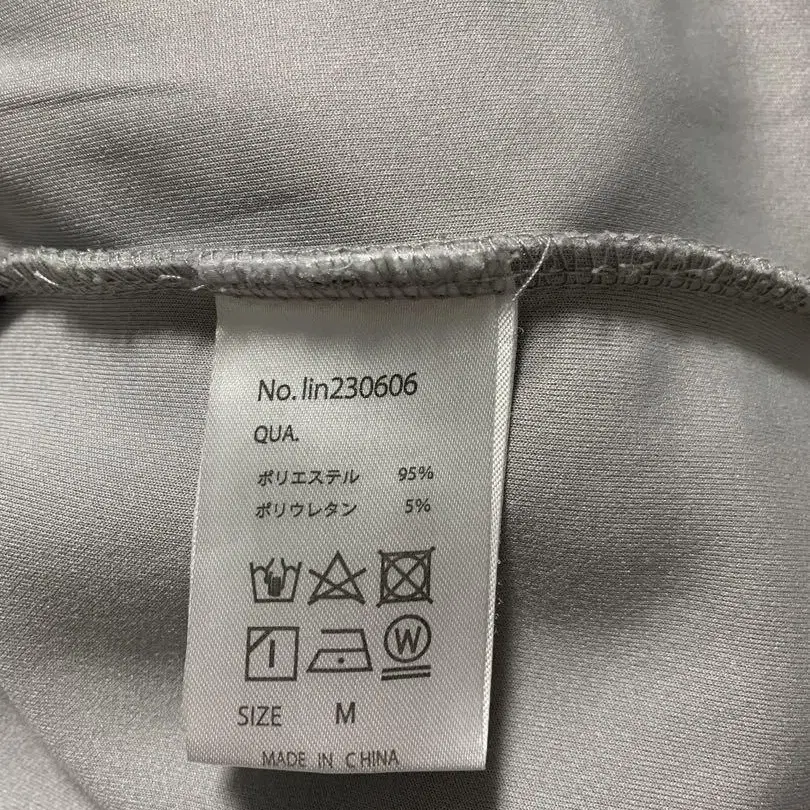 No. lin230606
QUA.
ポリエステル 95%
ポリウレタン 5%
W
SIZE M
MADE IN CHINA